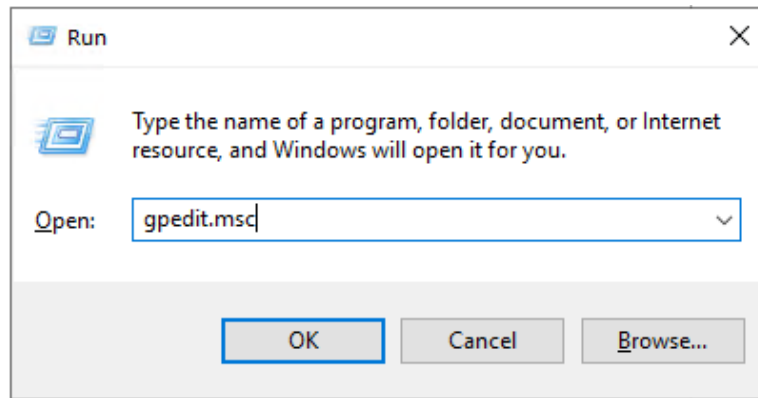 Run
Type the name of a program, folder, document, or Internet
resource, and Windows will open it for you.
Open: gpedit.msc
OK Cancel Browse...